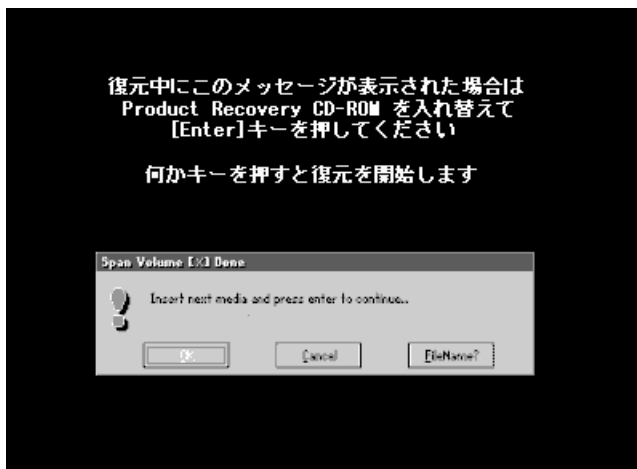 復元中にこのメッセージが表示された場合は
Product Recovery CD-ROM を入れ替えて
[Enter]キーを押してください
何かキーを押すと復元を開始します
Span Volume [X] Done
Insert next media and press enter to continue..
OK
Cancel
FileName?